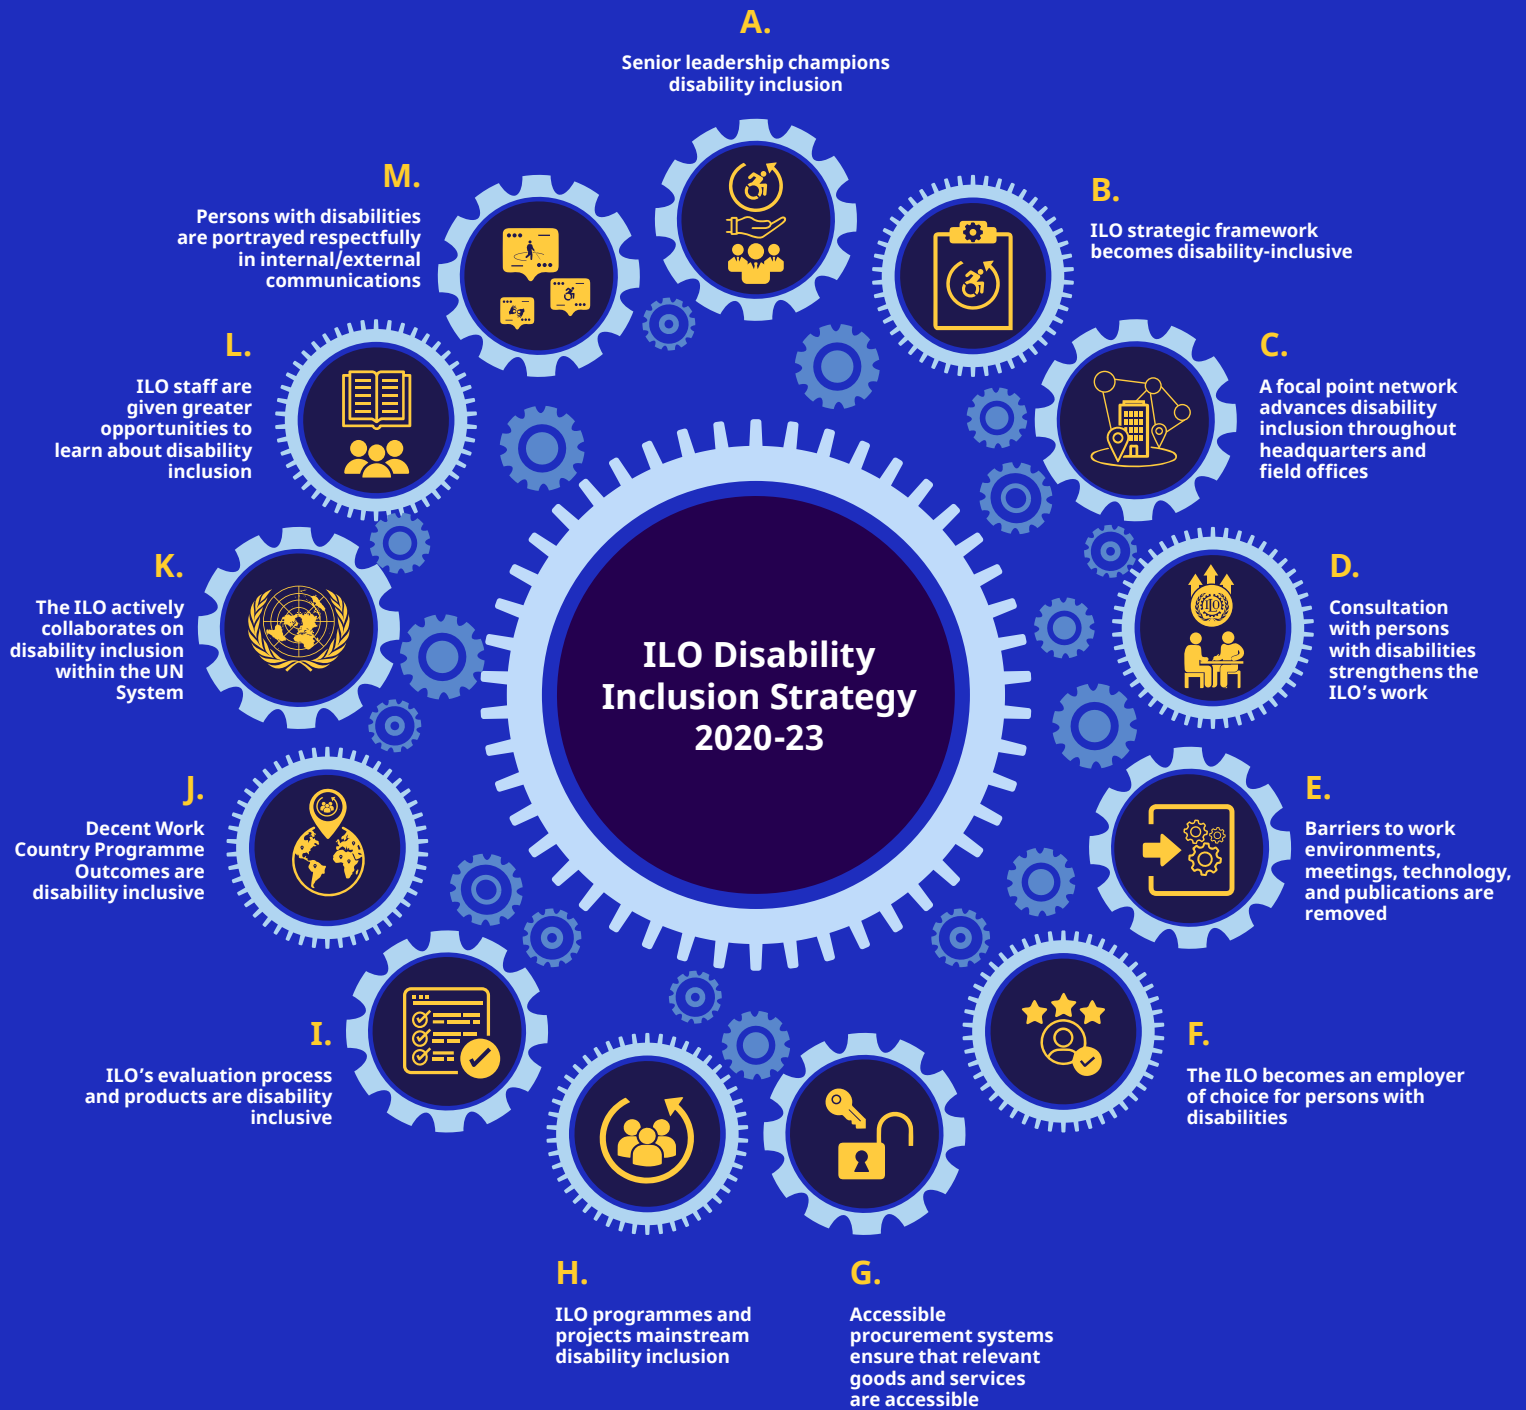 A.
Senior leadership champions
disability inclusion
B.
ILO strategic framework
becomes disability-inclusive
C.
A focal point network
advances disability
inclusion throughout
headquarters and
field offices
D.
Consultation
with persons
with disabilities
strengthens the
ILO’s work
E.
Barriers to work
environments,
meetings, technology,
and publications are
removed
F.
The ILO becomes an employer
of choice for persons with
disabilities
G.
Accessible
procurement systems
ensure that relevant
goods and services
are accessible
H.
ILO programmes and
projects mainstream
disability inclusion
I.
ILO’s evaluation process
and products are disability
inclusive
J.
Decent Work
Country Programme
Outcomes are
disability inclusive
K.
The ILO actively
collaborates on
disability inclusion
within the UN
System
L.
ILO staff are
given greater
opportunities to
learn about disability
inclusion
M.
Persons with disabilities
are portrayed respectfully
in internal/external
communications
ILO Disability
Inclusion Strategy
2020-23
ILO